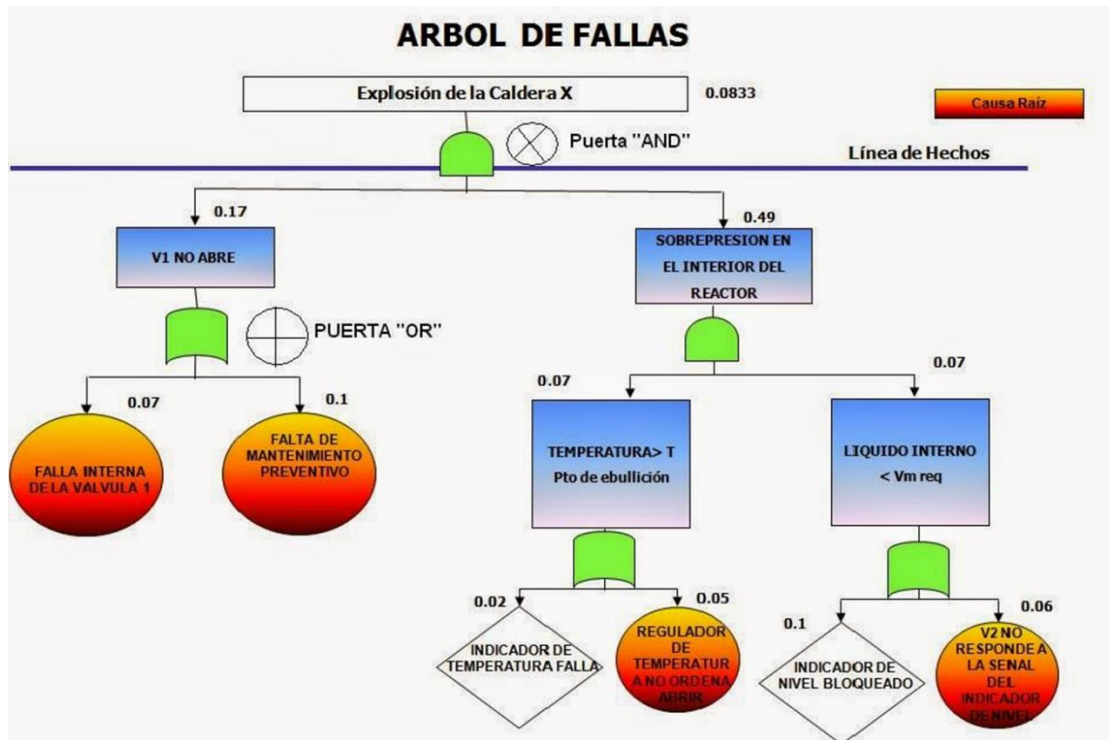 ARBOL DE FALLAS
Explosión de la Caldera X
0.0833
Causa Raíz
Puerta "AND"
Línea de Hechos
0.17
0.49
V1 NO ABRE
SOBREPRESION EN
EL INTERIOR DEL
REACTOR
PUERTA "OR"
0.07
0.1
0.07
0.07
FALLA INTERNA
DE LA VALVULA 1
FALTA DE
MANTENIMIENTO
PREVENTIVO
TEMPERATURA> T
Pto de ebullición
LIQUIDO INTERNO
< Vm req
0.02
0.05
0.1
0.06
INDICADOR DE
TEMPERATURA FALLA
REGULADOR
DE
TEMPERATUR
A NO ORDENA
ABRIR
INDICADOR DE
NIVEL BLOQUEADO
V2 NO
RESPONDE A
LA SENAL
DEL
INDICADOR
DE NIVEL